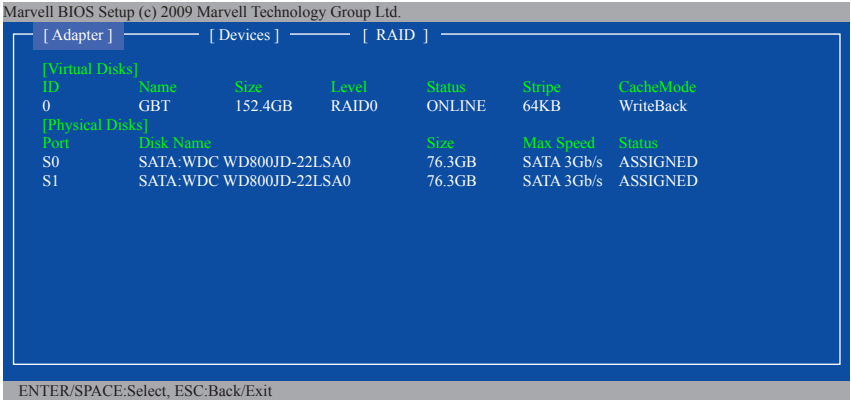 Marvell BIOS Setup (c) 2009 Marvell Technology Group Ltd.
[ Adapter ] [ Devices ] [ RAID ]
[Virtual Disks]
ID Name Size Level Status Stripe CacheMode
0 GBT 152.4GB RAID0 ONLINE 64KB WriteBack
[Physical Disks]
Port Disk Name Size Max Speed Status
S0 SATA:WDC WD800JD-22LSA0 76.3GB SATA 3Gb/s ASSIGNED
S1 SATA:WDC WD800JD-22LSA0 76.3GB SATA 3Gb/s ASSIGNED
ENTER/SPACE:Select, ESC:Back/Exit